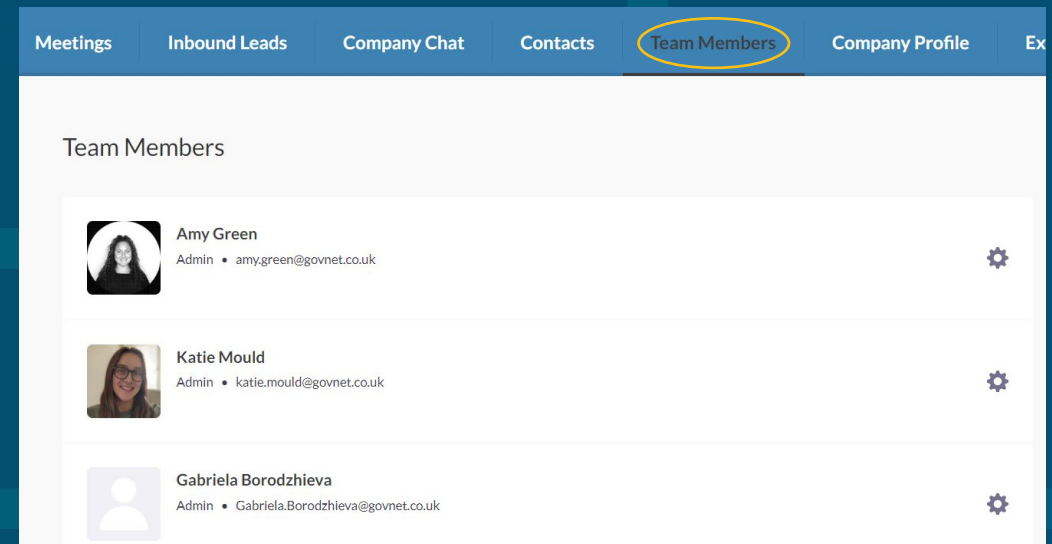 Meetings Inbound Leads Company Chat Contacts Team Members Company Profile Ex
Team Members
Amy Green
Admin • amy.green@govnet.co.uk
Katie Mould
Admin • katie.mould@govnet.co.uk
Gabriela Borodzhieva
Admin • Gabriela.Borodzhieva@govnet.co.uk